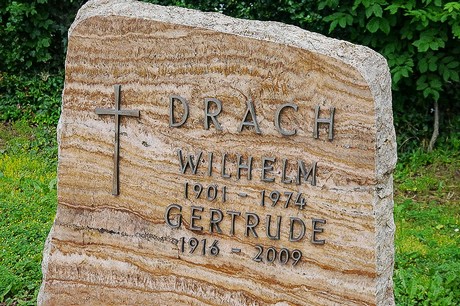 DRACH
WILHELM
1901 - 1974
GERTRUDE
1916 - 2009